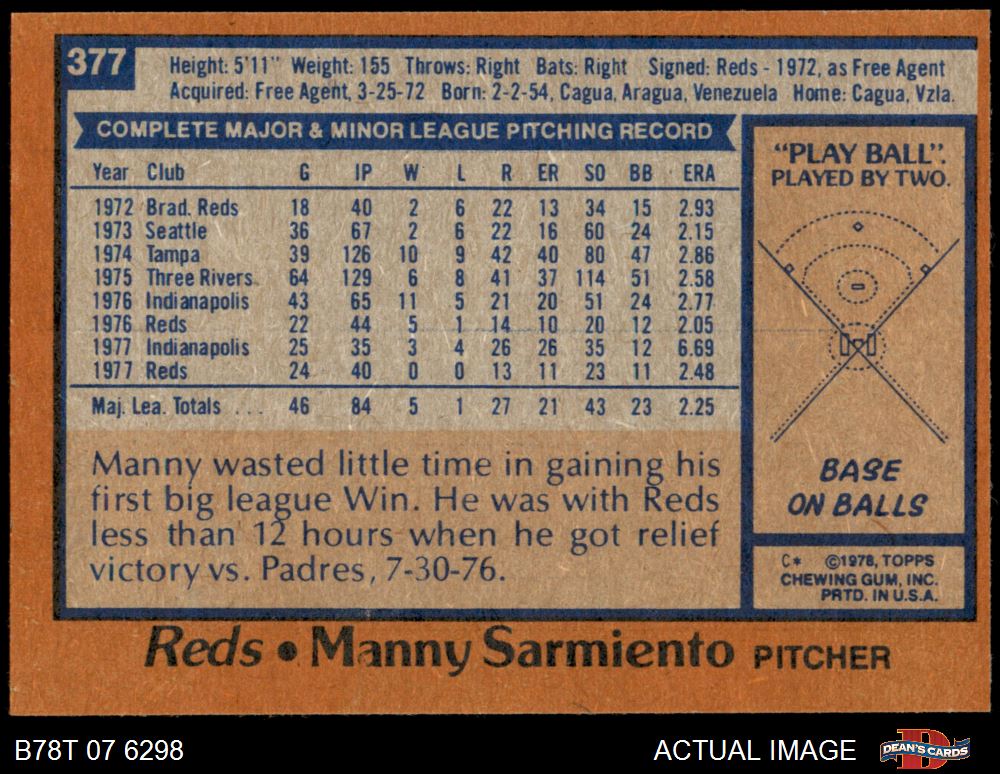 377
Height: 5'11" Weight: 155 Throws: Right Bats: Right Signed: Reds - 1972, as Free Agent
Acquired: Free Agent, 3-25-72 Born: 2-2-54, Cagua, Aragua, Venezuela Home: Cagua, Vzla.
COMPLETE MAJOR & MINOR LEAGUE PITCHING RECORD
Year Club G IP W L R ER SO BB ERA
1972 Brad. Reds 18 40 2 6 22 13 34 15 2.93
1973 Seattle 36 67 2 6 22 16 60 24 2.15
1974 Tampa 39 126 10 9 42 40 80 47 2.86
1975 Three Rivers 64 129 6 8 41 37 114 51 2.58
1976 Indianapolis 43 65 11 5 21 20 51 24 2.77
1976 Reds 22 44 5 1 14 10 20 12 2.05
1977 Indianapolis 25 35 3 4 26 26 35 12 6.69
1977 Reds 24 40 0 0 13 11 23 11 2.48
Maj. Lea. Totals ... 46 84 5 1 27 21 43 23 2.25
Manny wasted little time in gaining his
first big league Win. He was with Reds
less than 12 hours when he got relief
victory vs. Padres, 7-30-76.
"PLAY BALL".
PLAYED BY TWO.
BASE
ON BALLS
C* ©1978, TOPPS
CHEWING GUM, INC.
PRTD. IN U.S.A.
Reds • Manny Sarmiento PITCHER
B78T 07 6298
ACTUAL IMAGE
DEAN'S CARDS